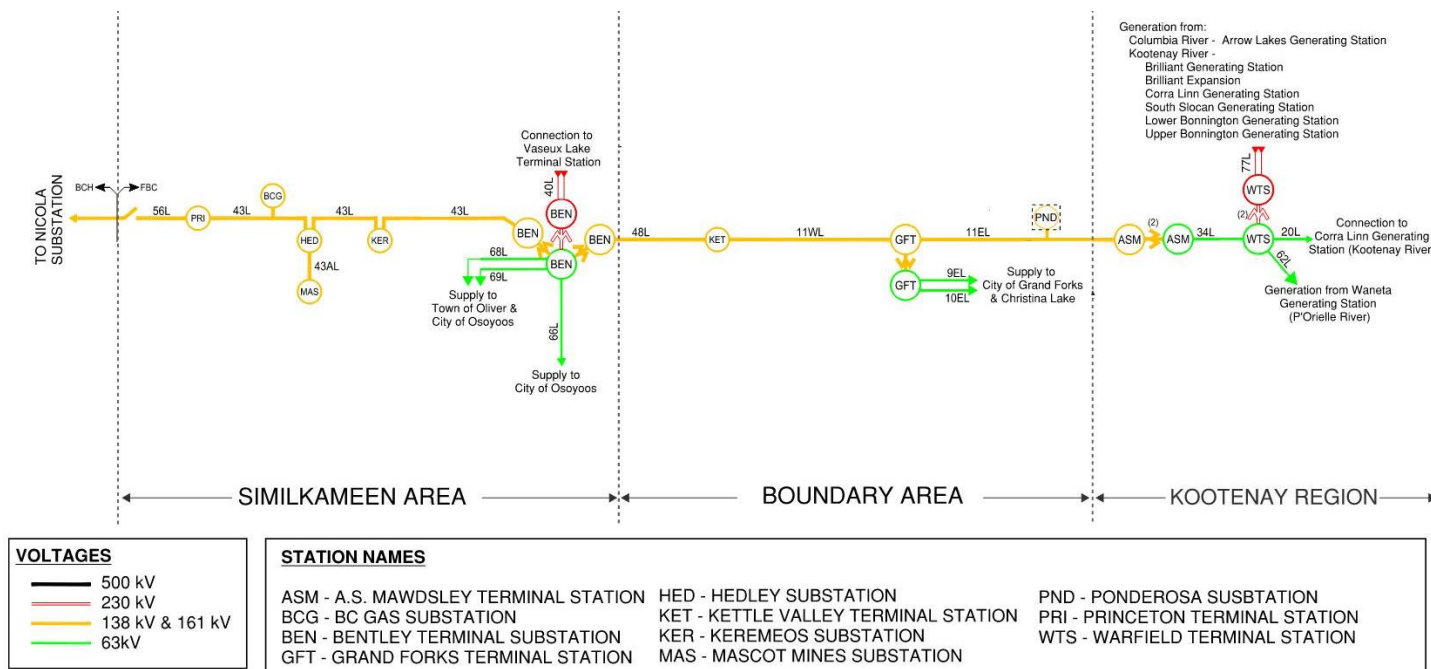 Generation from:
Columbia River - Arrow Lakes Generating Station
Kootenay River -
Brilliant Generating Station
Brilliant Expansion
Corra Linn Generating Station
South Slocan Generating Station
Lower Bonnington Generating Station
Upper Bonnington Generating Station
Connection to
Vaseux Lake
Terminal Station
TO NICOLA
SUBSTATION
BCH
FBC
56L
PRI
43L
BCG
HED
43L
KER
43L
43AL
MAS
40L
BEN
BEN
BEN
BEN
68L
69L
Supply to
Town of Oliver &
City of Osoyoos
66L
Supply to
City of Osoyoos
48L
KET
11WL
GFT
11EL
PND
GFT
9EL
10EL
Supply to
City of Grand Forks
& Christina Lake
ASM
(2)
ASM
34L
77L
WTS
(2)
WTS
20L
Connection to
Corra Linn Generating
Station (Kootenay River
62L
Generation from Waneta
Generating Station
(P'Orielle River)
SIMILKAMEEN AREA
BOUNDARY AREA
KOOTENAY REGION
VOLTAGES
500 kV
230 kV
138 kV & 161 kV
63kV
STATION NAMES
ASM - A.S. MAWDSLEY TERMINAL STATION
BCG - BC GAS SUBSTATION
BEN - BENTLEY TERMINAL SUBSTATION
GFT - GRAND FORKS TERMINAL STATION
HED - HEDLEY SUBSTATION
KET - KETTLE VALLEY TERMINAL STATION
KER - KEREMEOS SUBSTATION
MAS - MASCOT MINES SUBSTATION
PND - PONDEROSA SUSBTATION
PRI - PRINCETON TERMINAL STATION
WTS - WARFIELD TERMINAL STATION